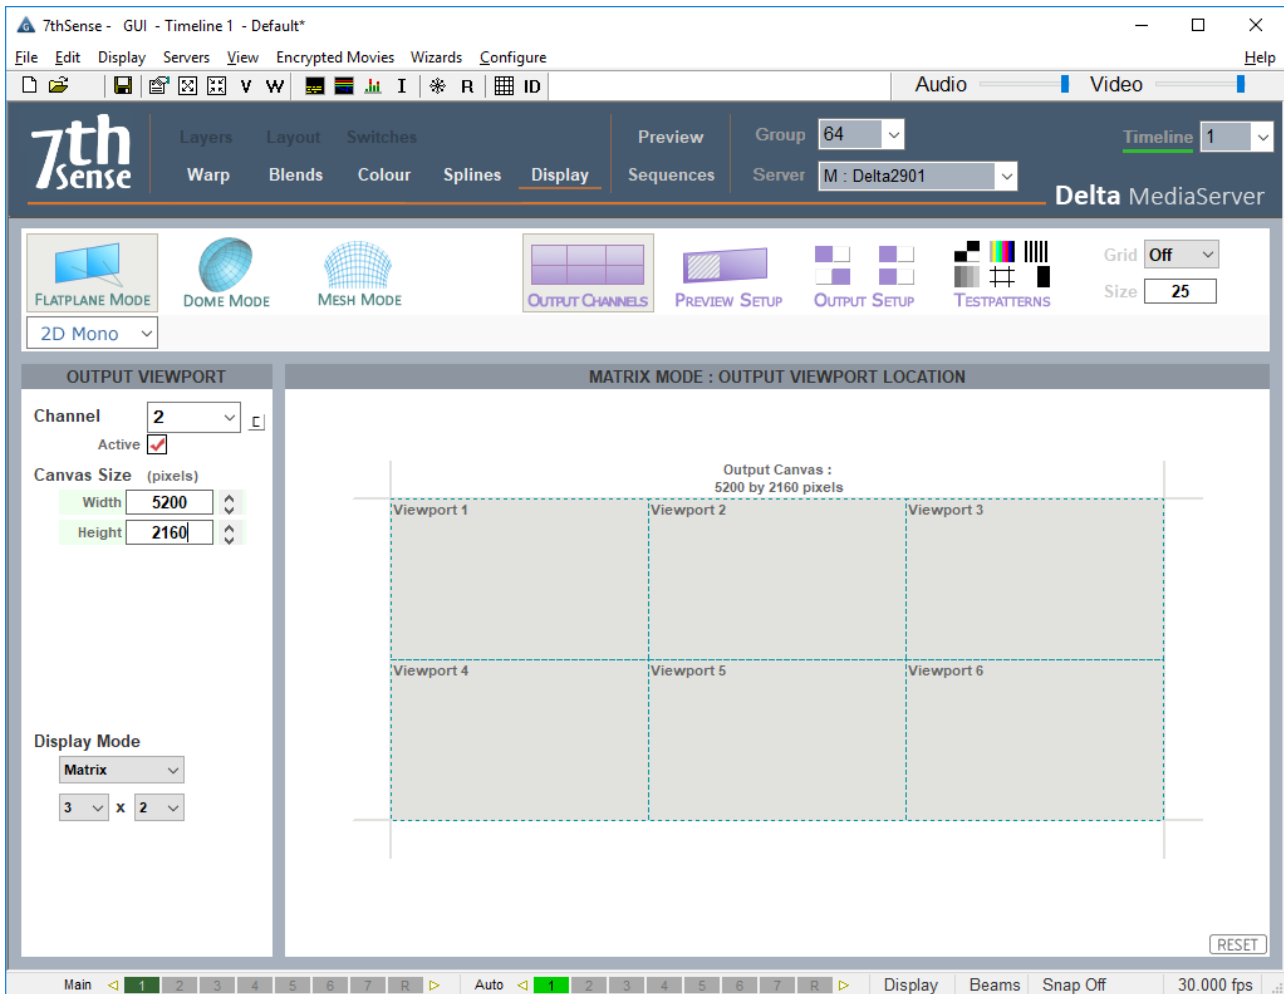 7thSense - GUI - Timeline 1 - Default*
File Edit Display Servers View Encrypted Movies Wizards Configure Help
V W I R ID Audio Video
7th Sense
Layers Layout Switches Preview Group 64 Timeline 1
Warp Blends Colour Splines Display Sequences Server M : Delta2901
Delta MediaServer
FLATPLANE MODE DOME MODE MESH MODE OUTPUT CHANNELS PREVIEW SETUP OUTPUT SETUP TESTPATTERNS
Grid Off
Size 25
2D Mono
OUTPUT VIEWPORT
Channel 2
Active
Canvas Size (pixels)
Width 5200
Height 2160
Display Mode
Matrix
3 x 2
MATRIX MODE : OUTPUT VIEWPORT LOCATION
Output Canvas :
5200 by 2160 pixels
Viewport 1 Viewport 2 Viewport 3
Viewport 4 Viewport 5 Viewport 6
RESET
Main 1 2 3 4 5 6 7 R Auto 1 2 3 4 5 6 7 R Display Beams Snap Off 30.000 fps